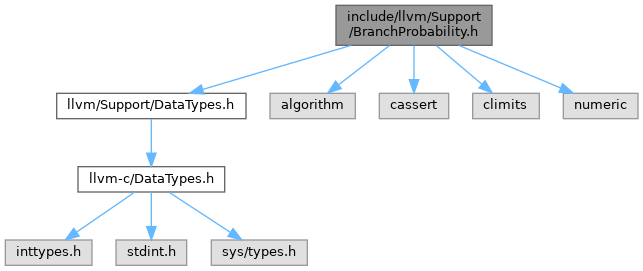 include/llvm/Support
/BranchProbability.h
llvm/Support/DataTypes.h
algorithm
cassert
climits
numeric
llvm-c/DataTypes.h
inttypes.h
stdint.h
sys/types.h